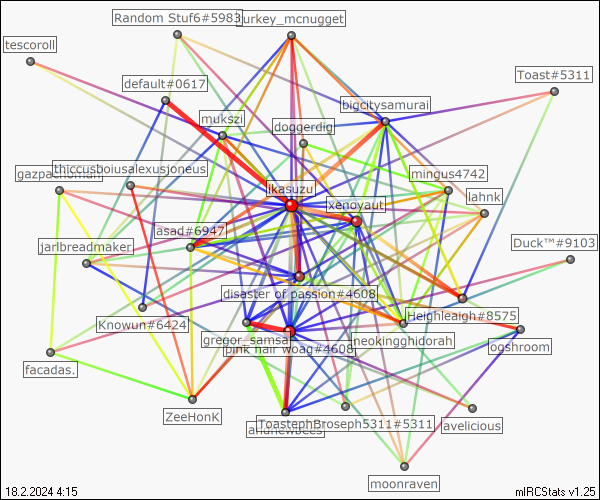 Random Stuf6#5983
turkey_mcnugget
tescoroll
Toast#5311
default#0617
bigcitysamurai
mukszi
doggerdig
thiccusboiusalexusjoneus
mingus4742
ikasuzu
lahnk
xenoyaut
asad#6947
Duck™#9103
jarlbreadmaker
disaster of passion#4608
Knowun#6424
Heighleaigh#8575
gregor_samsa
neokingghidorah
pink hair woag#4608
ogshroom
facadas.
ZeeHonK
ToastephBroseph5311#5311
avelicious
moonraven
18.2.2024 4:15
mIRCStats v1.25